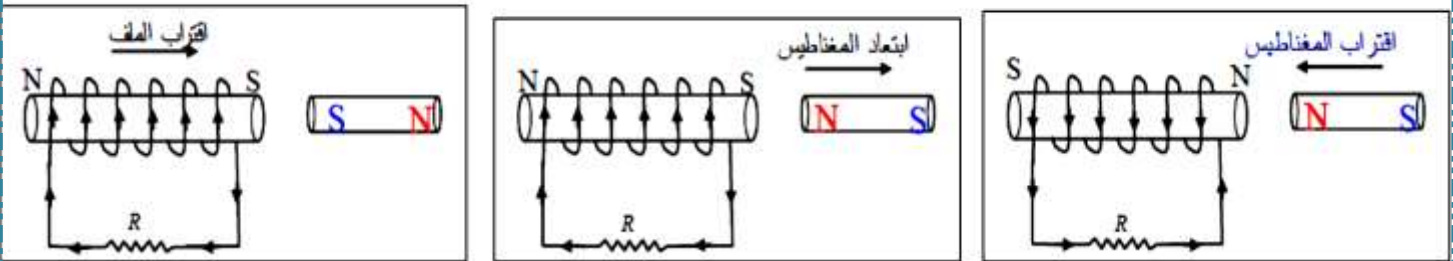 اقتراب المغناطيس
S N
N S
R
ابتعاد المغناطيس
N S
N S
R
اقتراب الملف
N S
S N
R